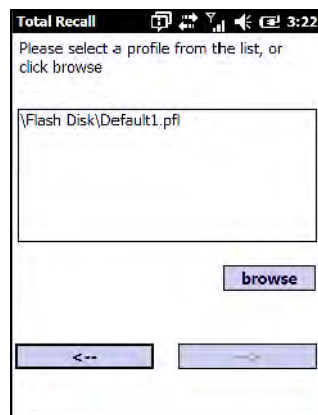 Total Recall 3:22
Please select a profile from the list, or
click browse
\Flash Disk\Default1.pfl
browse
<--
-->